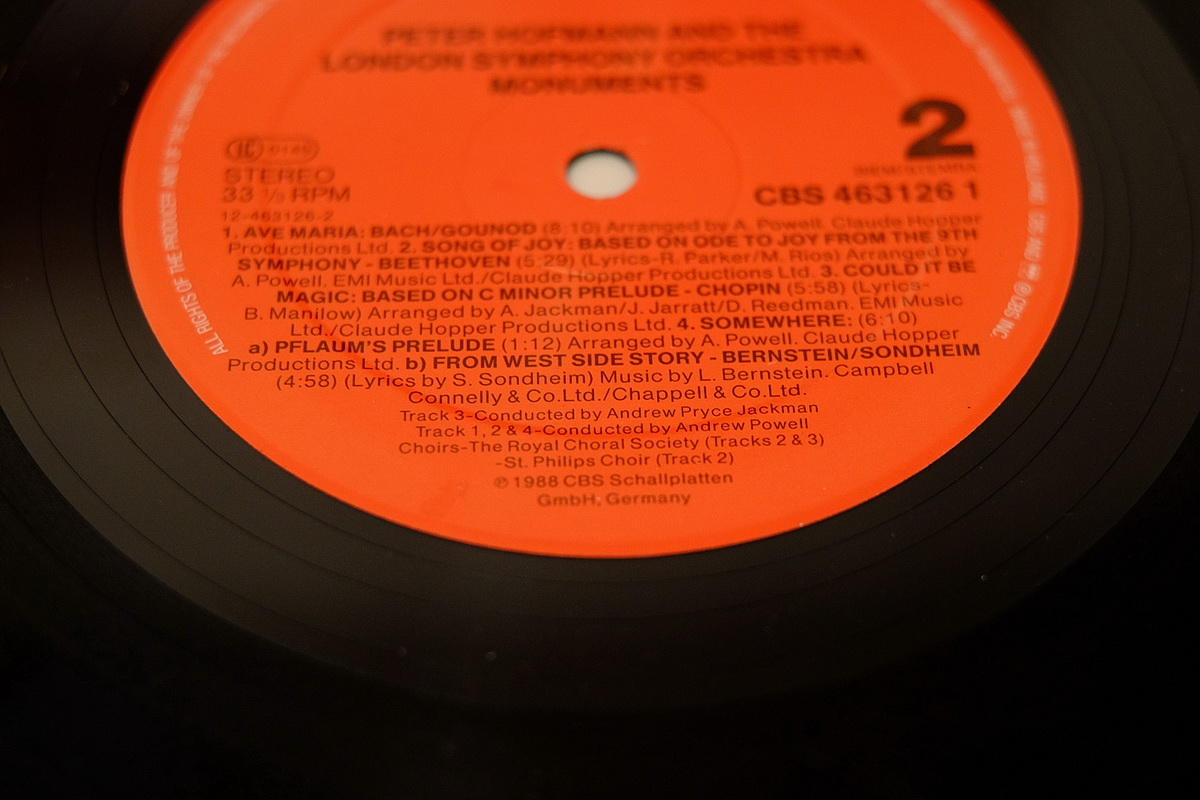 PETER HOFMANN AND THE
LONDON SYMPHONY ORCHESTRA
MONUMENTS
2
STEREO
33 ⅓ RPM
CBS 463126 1
12-463126-2
1. AVE MARIA: BACH/GOUNOD (8:10) Arranged by A. Powell. Claude Hopper
Productions Ltd. 2. SONG OF JOY: BASED ON ODE TO JOY FROM THE 9TH
SYMPHONY - BEETHOVEN (5:29) (Lyrics-R. Parker/M. Rios) Arranged by
A. Powell. EMI Music Ltd./Claude Hopper Productions Ltd. 3. COULD IT BE
MAGIC: BASED ON C MINOR PRELUDE - CHOPIN (5:58) (Lyrics-
B. Manilow) Arranged by A. Jackman/J. Jarratt/D. Reedman. EMI Music
Ltd./Claude Hopper Productions Ltd. 4. SOMEWHERE: (6:10)
a) PFLAUM'S PRELUDE (1:12) Arranged by A. Powell. Claude Hopper
Productions Ltd. b) FROM WEST SIDE STORY - BERNSTEIN/SONDHEIM
(4:58) (Lyrics by S. Sondheim) Music by L. Bernstein. Campbell
Connelly & Co.Ltd./Chappell & Co.Ltd.
Track 3-Conducted by Andrew Pryce Jackman
Track 1, 2 & 4-Conducted by Andrew Powell
Choirs-The Royal Choral Society (Tracks 2 & 3)
-St. Philips Choir (Track 2)
℗ 1988 CBS Schallplatten
GmbH, Germany
ALL RIGHTS OF THE PRODUCER AND OF THE
℗ CBS INC.